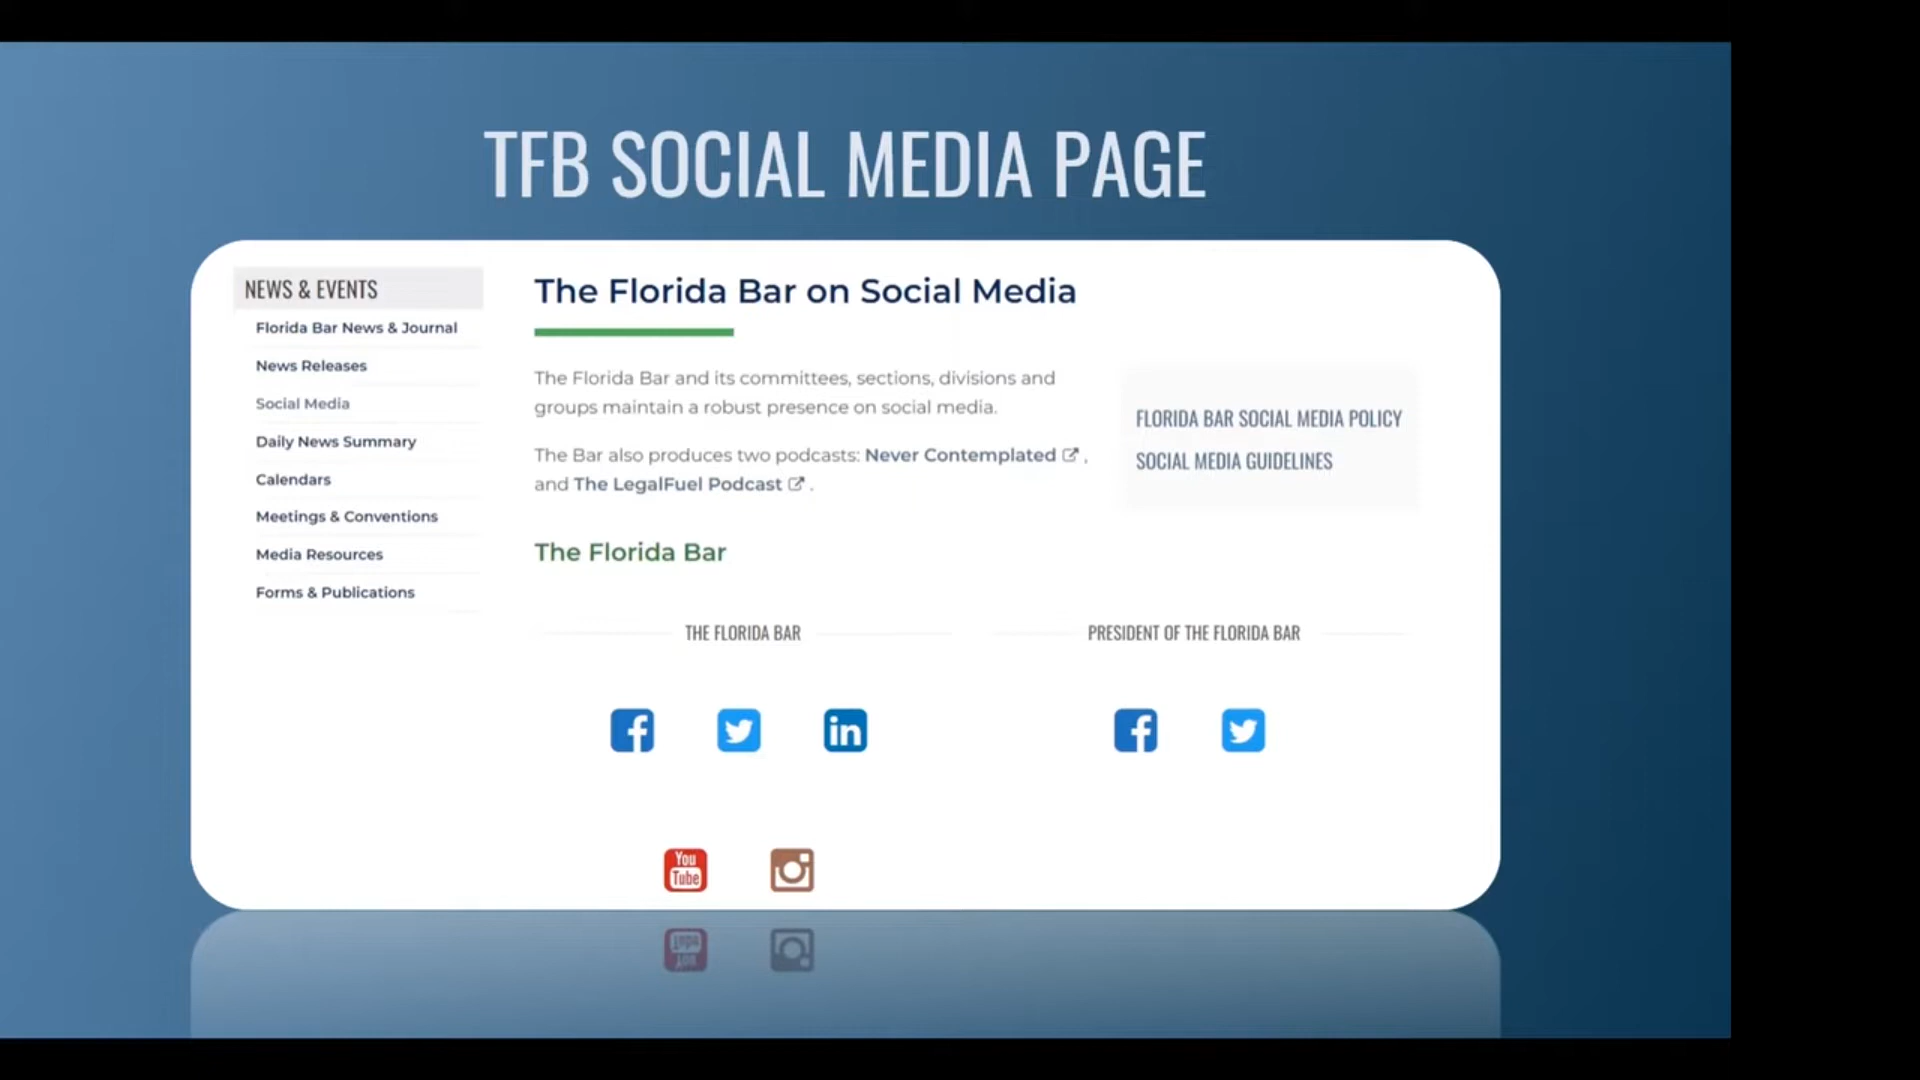 TFB SOCIAL MEDIA PAGE
NEWS & EVENTS
Florida Bar News & Journal
News Releases
Social Media
Daily News Summary
Calendars
Meetings & Conventions
Media Resources
Forms & Publications
The Florida Bar on Social Media
The Florida Bar and its committees, sections, divisions and
groups maintain a robust presence on social media.
The Bar also produces two podcasts: Never Contemplated ,
and The LegalFuel Podcast .
FLORIDA BAR SOCIAL MEDIA POLICY
SOCIAL MEDIA GUIDELINES
The Florida Bar
THE FLORIDA BAR
PRESIDENT OF THE FLORIDA BAR
in
You
Tube